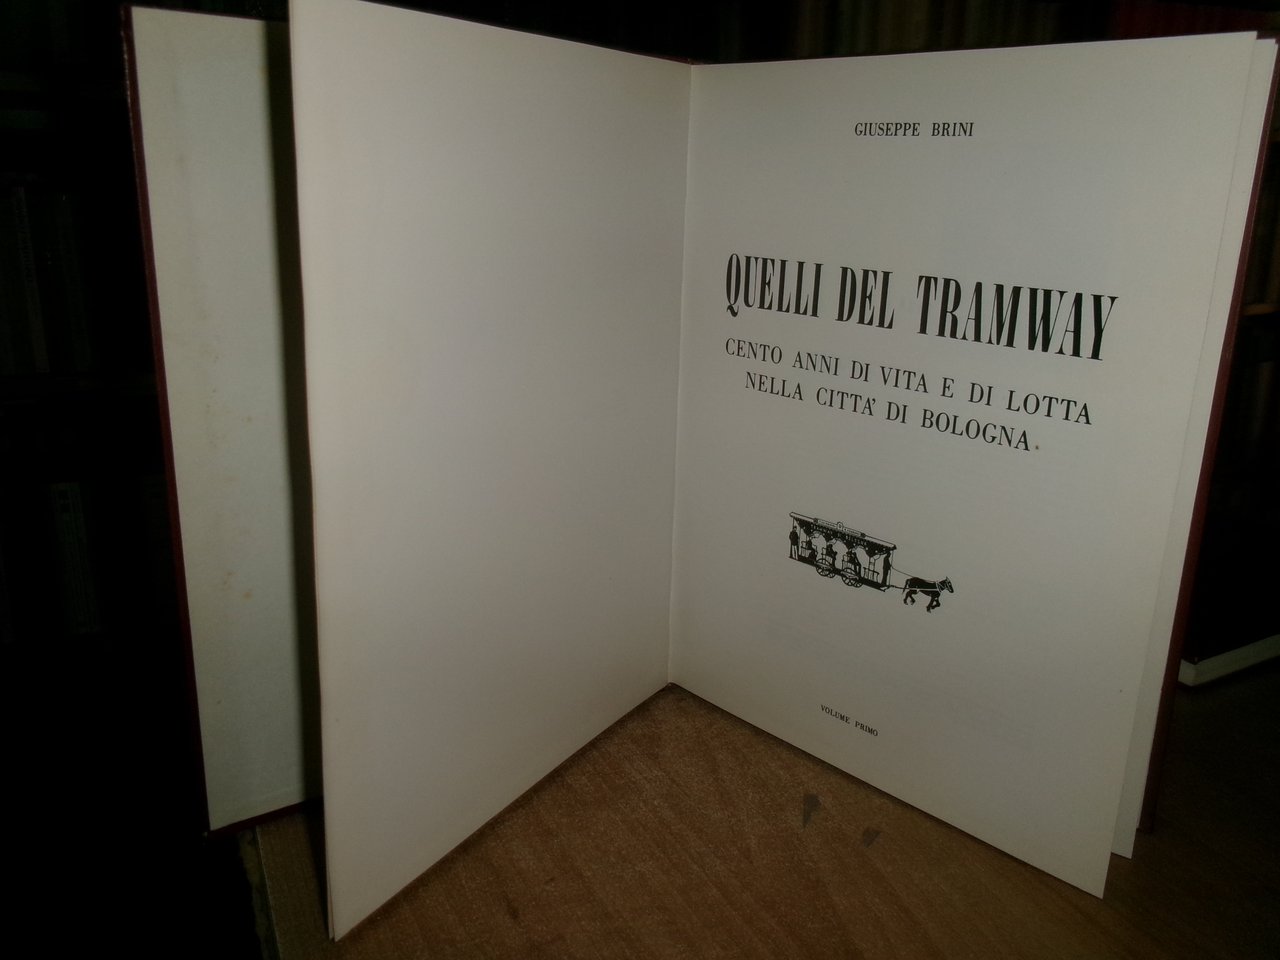 GIUSEPPE BRINI
QUELLI DEL TRAMWAY
CENTO ANNI DI VITA E DI LOTTA
NELLA CITTA' DI BOLOGNA
VOLUME PRIMO